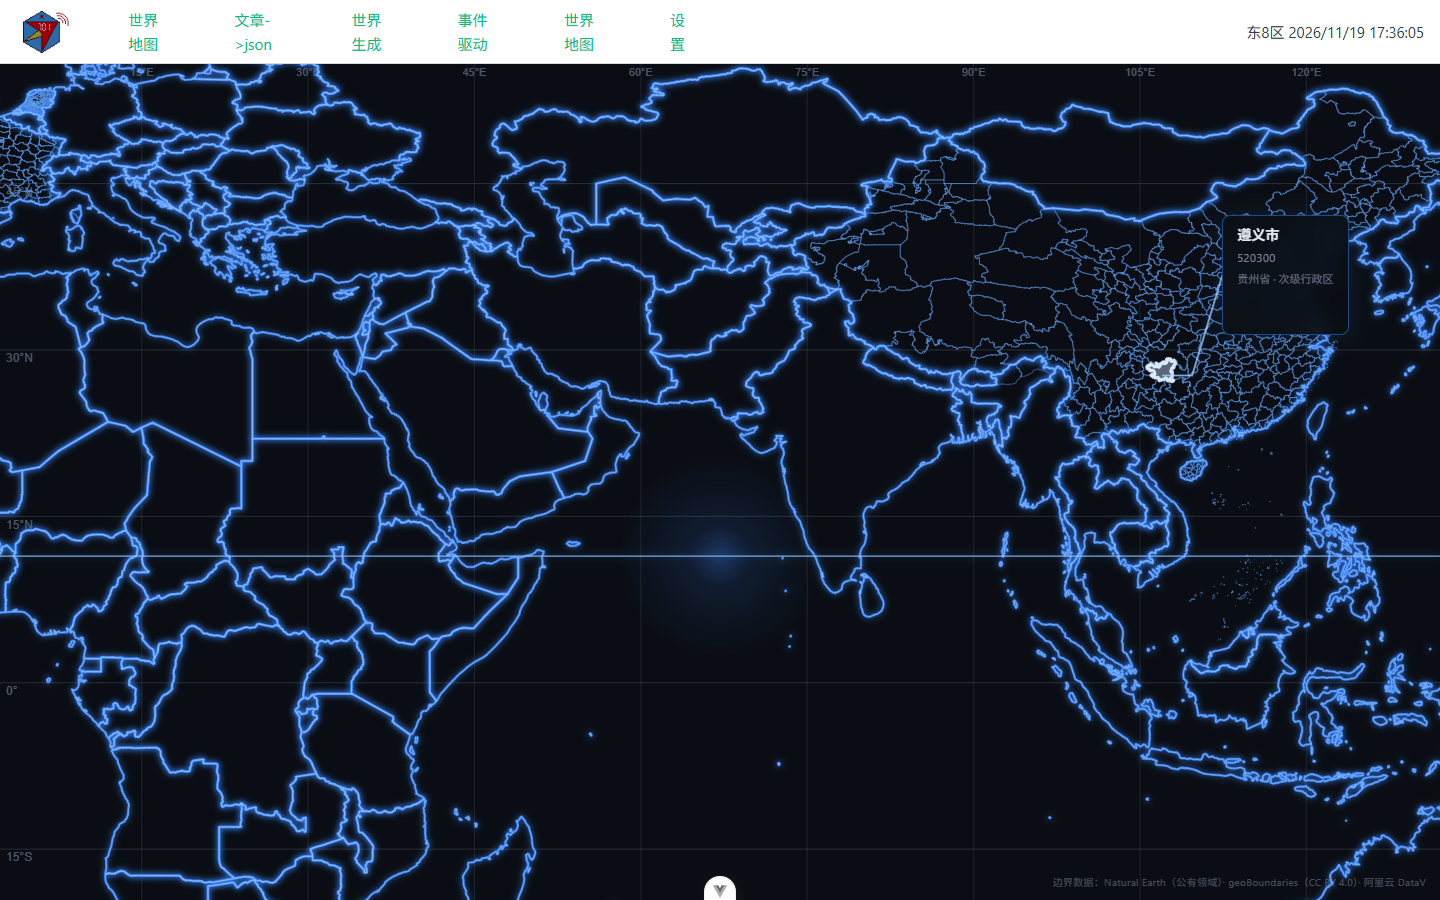 世界
地图
文章-
>json
世界
生成
事件
驱动
世界
地图
设
置
东8区 2026/11/19 17:36:05
15°E
30°E
45°E
60°E
75°E
90°E
105°E
120°E
遵义市
520300
贵州省 · 次级行政区
30°N
15°N
0°
15°S
边界数据：Natural Earth（公有领域）· geoBoundaries（CC BY 4.0）· 阿里云 DataV